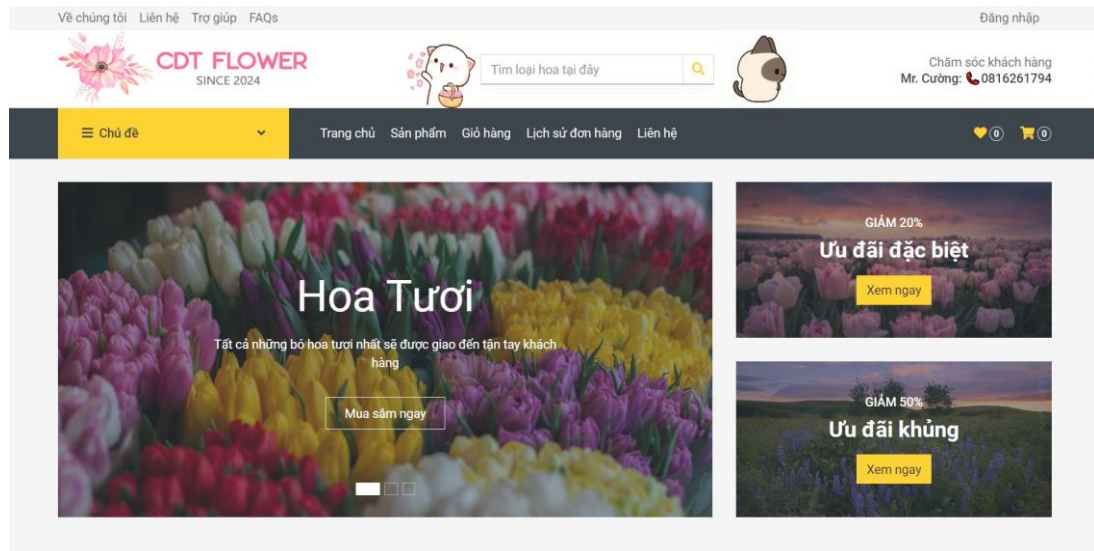 Về chúng tôi Liên hệ Trợ giúp FAQs Đăng nhập
CDT FLOWER
SINCE 2024
Tìm loại hoa tại đây
Chăm sóc khách hàng
Mr. Cường: 0816261794
Chủ đề
Trang chủ Sản phẩm Giỏ hàng Lịch sử đơn hàng Liên hệ
0 0
Hoa Tươi
Tất cả những bó hoa tươi nhất sẽ được giao đến tận tay khách
hàng
Mua sắm ngay
GIẢM 20%
Ưu đãi đặc biệt
Xem ngay
GIẢM 50%
Ưu đãi khủng
Xem ngay